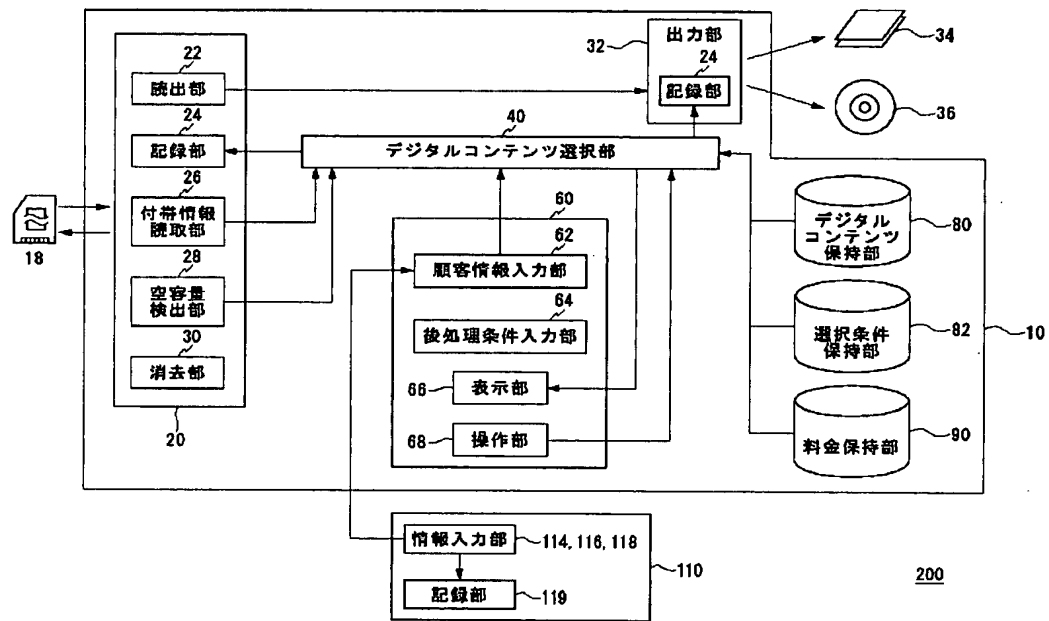 22
読出部
24
記録部
26
付帯情報
読取部
28
空容量
検出部
30
消去部
20
18
32
出力部
24
記録部
34
36
40
デジタルコンテンツ選択部
60
62
顧客情報入力部
64
後処理条件入力部
66
表示部
68
操作部
デジタル
コンテンツ
保持部
80
選択条件
保持部
82
料金保持部
90
10
情報入力部
114, 116, 118
記録部
119
110
200